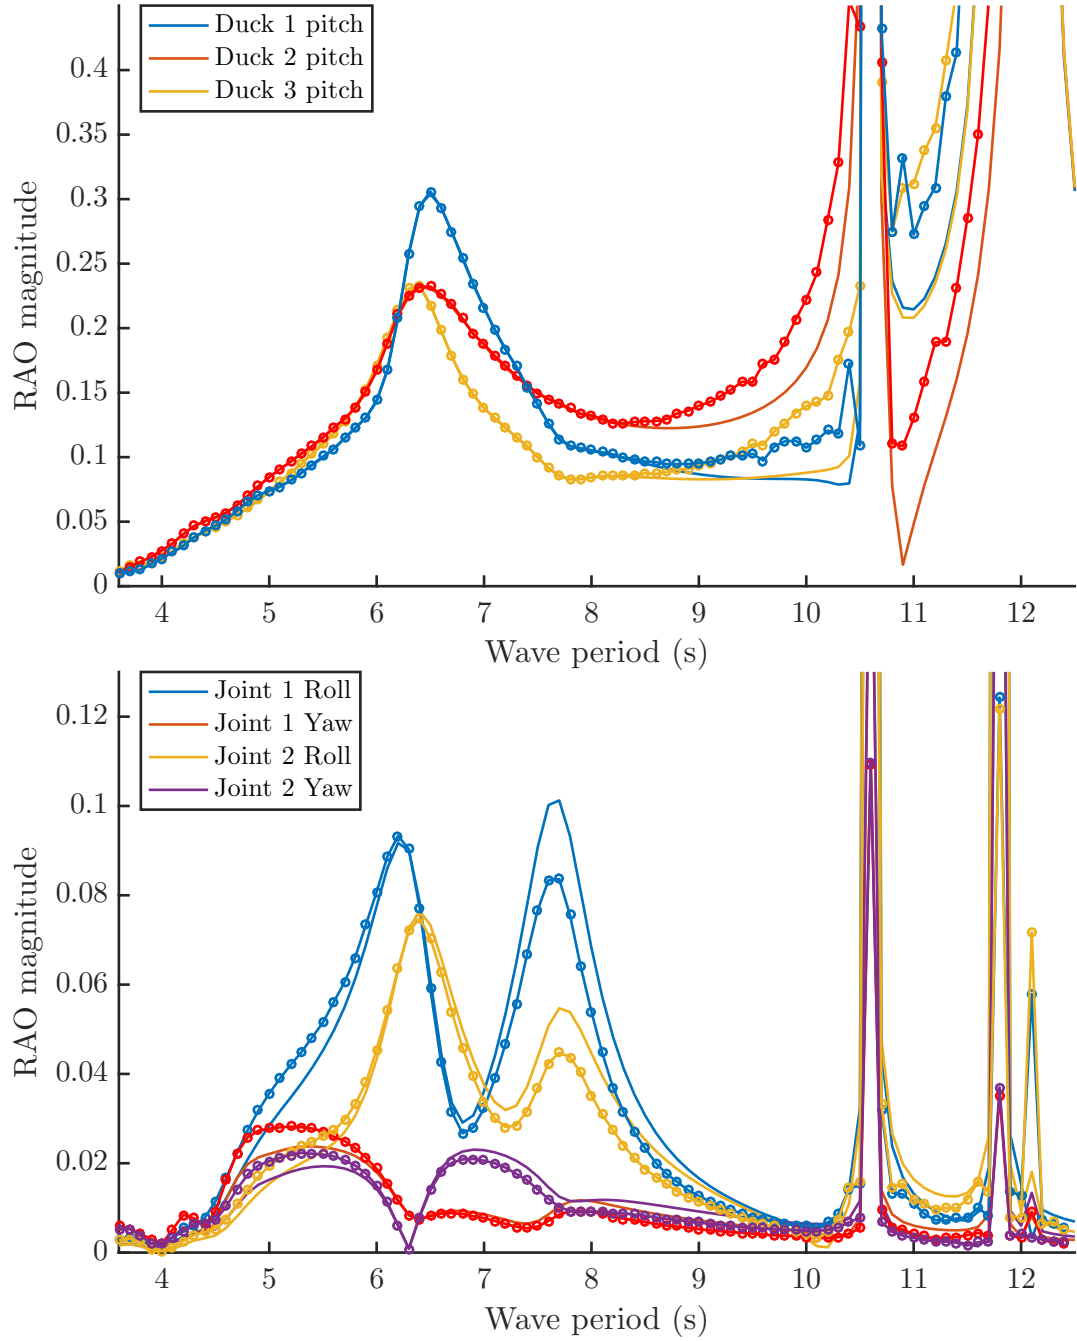 Duck 1 pitch
Duck 2 pitch
Duck 3 pitch
0.4
0.35
0.3
0.25
0.2
0.15
0.1
0.05
0
RAO magnitude
4 5 6 7 8 9 10 11 12
Wave period (s)
Joint 1 Roll
Joint 1 Yaw
Joint 2 Roll
Joint 2 Yaw
0.12
0.1
0.08
0.06
0.04
0.02
0
RAO magnitude
4 5 6 7 8 9 10 11 12
Wave period (s)